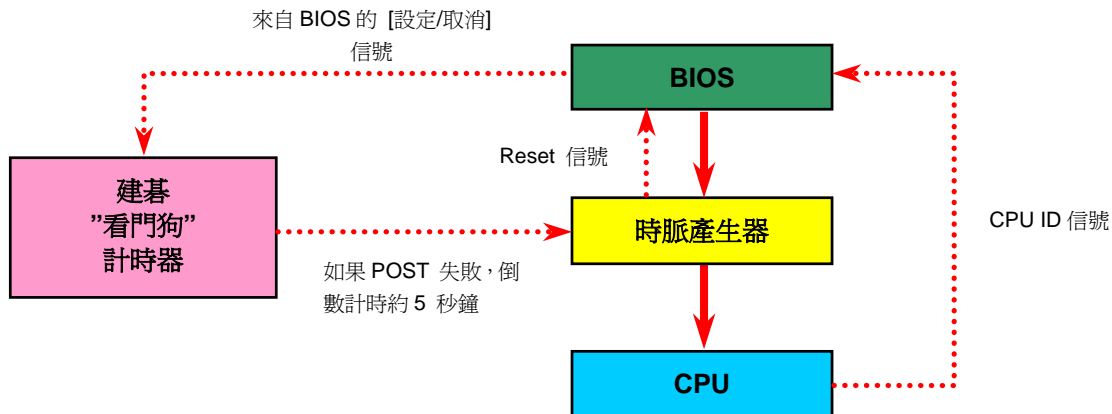 來自 BIOS 的 [設定/取消]
信號
BIOS
Reset 信號
建碁
”看門狗”
計時器
時脈產生器
CPU ID 信號
如果 POST 失敗，倒
數計時約 5 秒鐘
CPU